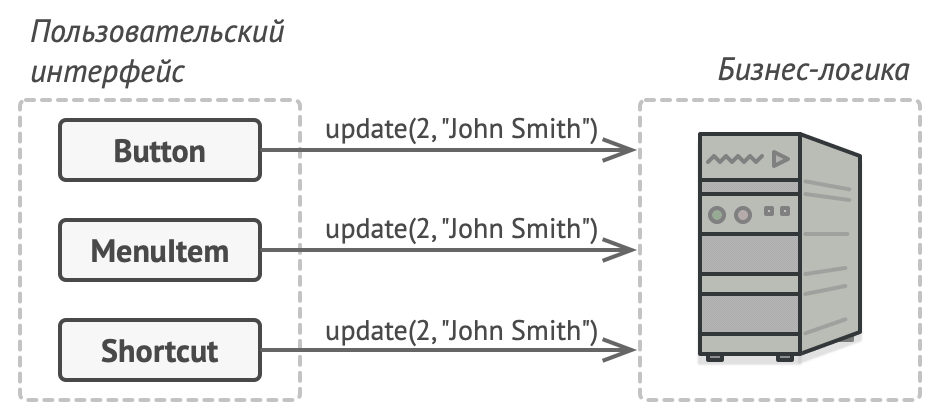 Пользовательский
интерфейс
Бизнес-логика
Button
update(2, "John Smith")
MenuItem
update(2, "John Smith")
Shortcut
update(2, "John Smith")